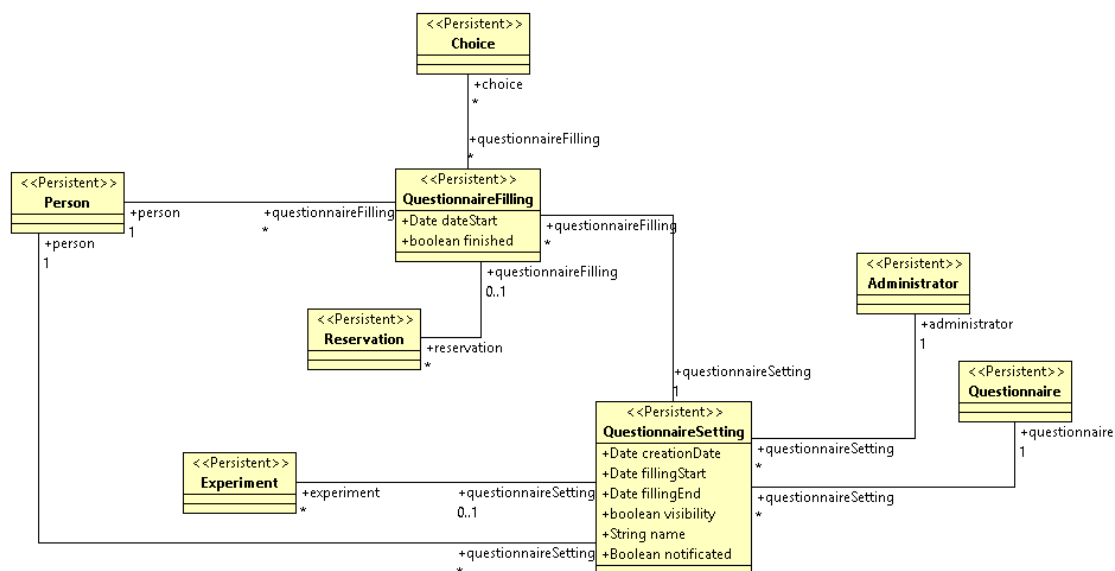 <<Persistent>>
Choice
+choice
*
+questionnaireFilling
*
<<Persistent>>
Person
+person
1
+questionnaireFilling
*
<<Persistent>>
QuestionnaireFilling
+Date dateStart
+boolean finished
+questionnaireFilling
*
+person
1
+questionnaireFilling
0..1
<<Persistent>>
Reservation
+reservation
*
<<Persistent>>
Administrator
+administrator
1
+questionnaireSetting
1
<<Persistent>>
Questionnaire
+questionnaire
1
<<Persistent>>
QuestionnaireSetting
+Date creationDate
+Date fillingStart
+Date fillingEnd
+boolean visibility
+String name
+Boolean notificated
+questionnaireSetting
*
+questionnaireSetting
*
<<Persistent>>
Experiment
+experiment
*
+questionnaireSetting
0..1
+questionnaireSetting
*